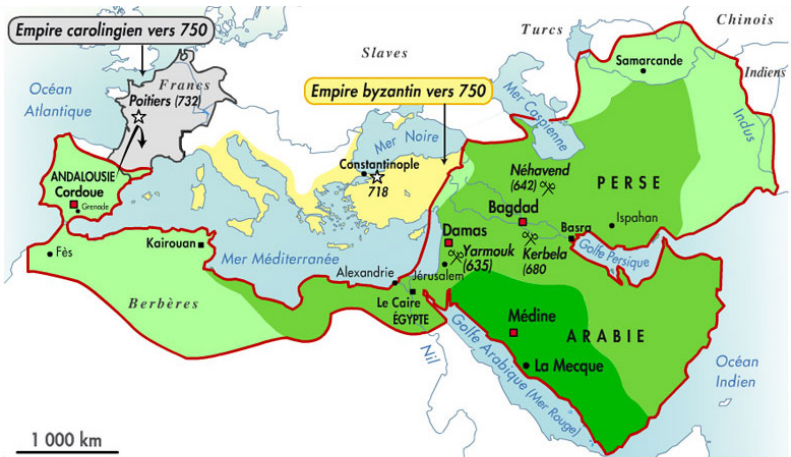 Empire carolingien vers 750
Turcs
Chinois
Slaves
Océan
Atlantique
Francs
Poitiers (732)
Samarcande
Indiens
Empire byzantin vers 750
Mer Caspienne
Indus
Mer Noire
Constantinople
718
ANDALOUSIE
Cordoue
Grenade
Néhavend
(642)
PERSE
Bagdad
Ispahan
Basra
Damas
Yarmouk
(635)
Kerbela
(680)
Golfe Persique
Fès
Kairouan
Mer Méditerranée
Alexandrie
Jérusalem
Berbères
Le Caire
ÉGYPTE
Médine
ARABIE
La Mecque
Nil
Golfe Arabique (Mer Rouge)
Océan
Indien
1 000 km